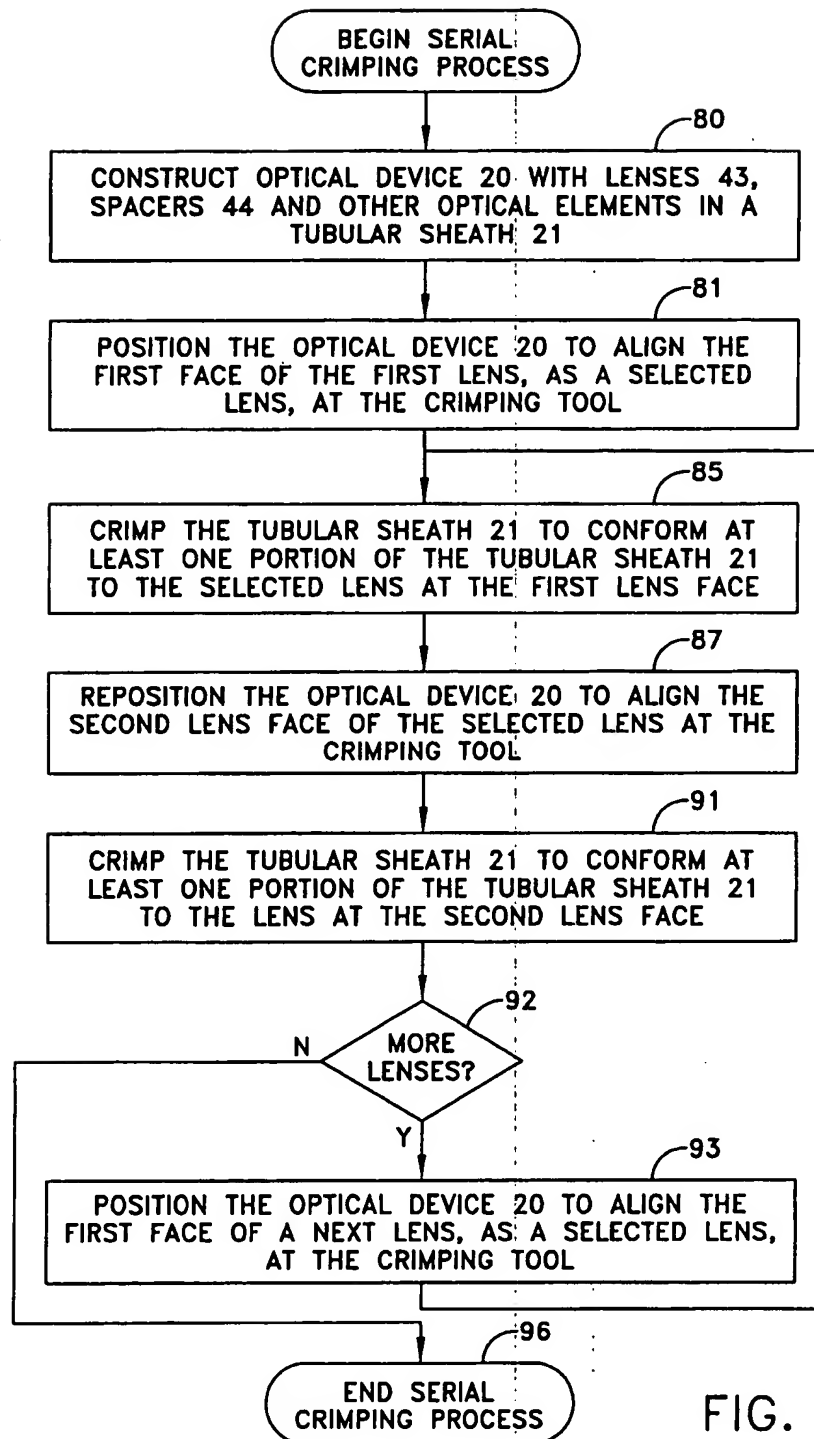 BEGIN SERIAL
CRIMPING PROCESS
80
CONSTRUCT OPTICAL DEVICE 20 WITH LENSES 43,
SPACERS 44 AND OTHER OPTICAL ELEMENTS IN A
TUBULAR SHEATH 21
81
POSITION THE OPTICAL DEVICE 20 TO ALIGN THE
FIRST FACE OF THE FIRST LENS, AS A SELECTED
LENS, AT THE CRIMPING TOOL
85
CRIMP THE TUBULAR SHEATH 21 TO CONFORM AT
LEAST ONE PORTION OF THE TUBULAR SHEATH 21
TO THE SELECTED LENS AT THE FIRST LENS FACE
87
REPOSITION THE OPTICAL DEVICE 20 TO ALIGN THE
SECOND LENS FACE OF THE SELECTED LENS AT THE
CRIMPING TOOL
91
CRIMP THE TUBULAR SHEATH 21 TO CONFORM AT
LEAST ONE PORTION OF THE TUBULAR SHEATH 21
TO THE LENS AT THE SECOND LENS FACE
92
N
MORE
LENSES?
Y
93
POSITION THE OPTICAL DEVICE 20 TO ALIGN THE
FIRST FACE OF A NEXT LENS, AS A SELECTED LENS,
AT THE CRIMPING TOOL
96
END SERIAL
CRIMPING PROCESS
FIG.